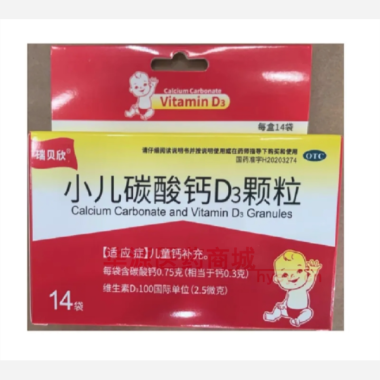 Calcium Carbonate
Vitamin D₃
每盒14袋
瑞贝欣®
请仔细阅读说明书并按说明使用或在药师指导下购买和使用
国药准字H20203274
OTC
小儿碳酸钙D₃颗粒
Calcium Carbonate and Vitamin D₃ Granules
【适应症】儿童钙补充。
每袋含碳酸钙0.75克(相当于钙0.3克)
维生素D₃100国际单位(2.5微克)
14袋